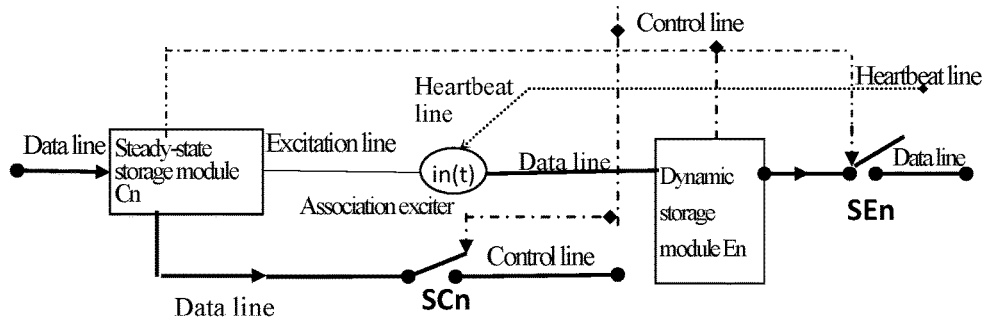 Control line
Heartbeat
line
Heartbeat line
Data line
Steady-state
storage module
Cn
Excitation line
in(t)
Data line
Dynamic
storage
module En
Data line
SEn
Association exciter
Control line
SCn
Data line